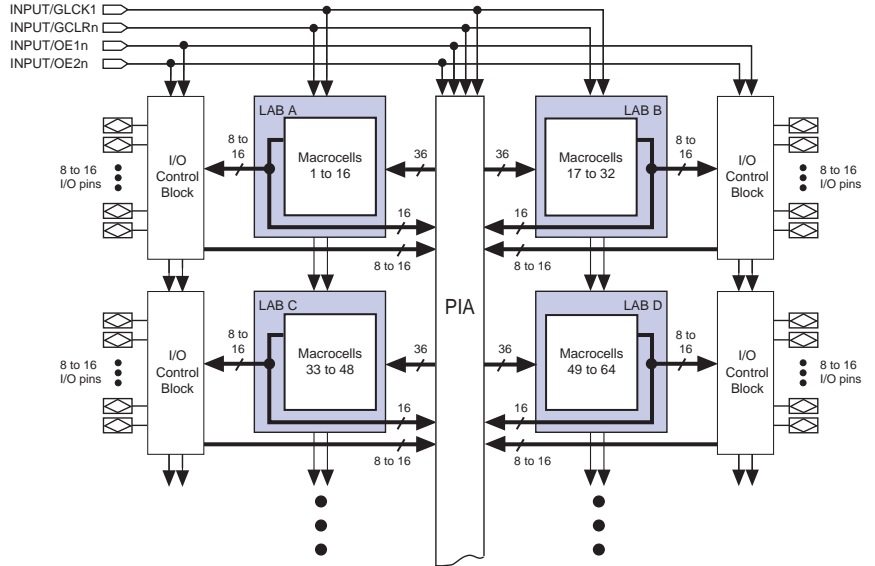 INPUT/GLCK1
INPUT/GCLRn
INPUT/OE1n
INPUT/OE2n
LAB A
LAB B
8 to
16
Macrocells
1 to 16
36
36
Macrocells
17 to 32
8 to
16
I/O
Control
Block
8 to 16
I/O pins
I/O
Control
Block
8 to 16
I/O pins
16
16
8 to 16
8 to 16
PIA
LAB C
LAB D
8 to
16
Macrocells
33 to 48
36
36
Macrocells
49 to 64
8 to
16
I/O
Control
Block
8 to 16
I/O pins
I/O
Control
Block
8 to 16
I/O pins
16
16
8 to 16
8 to 16